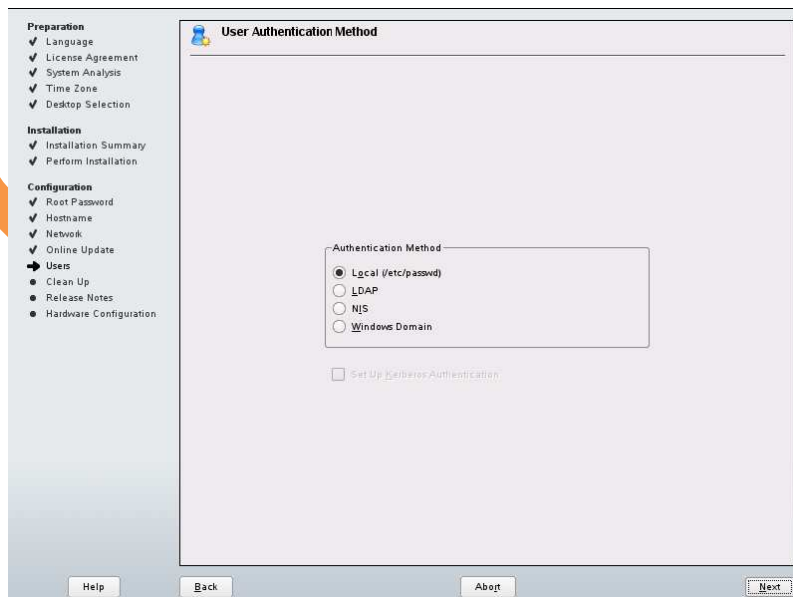 Preparation
Language
License Agreement
System Analysis
Time Zone
Desktop Selection
Installation
Installation Summary
Perform Installation
Configuration
Root Password
Hostname
Network
Online Update
Users
Clean Up
Release Notes
Hardware Configuration
User Authentication Method
Authentication Method
Local (/etc/passwd)
LDAP
NIS
Windows Domain
Set Up Kerberos Authentication
Help
Back
Abort
Next